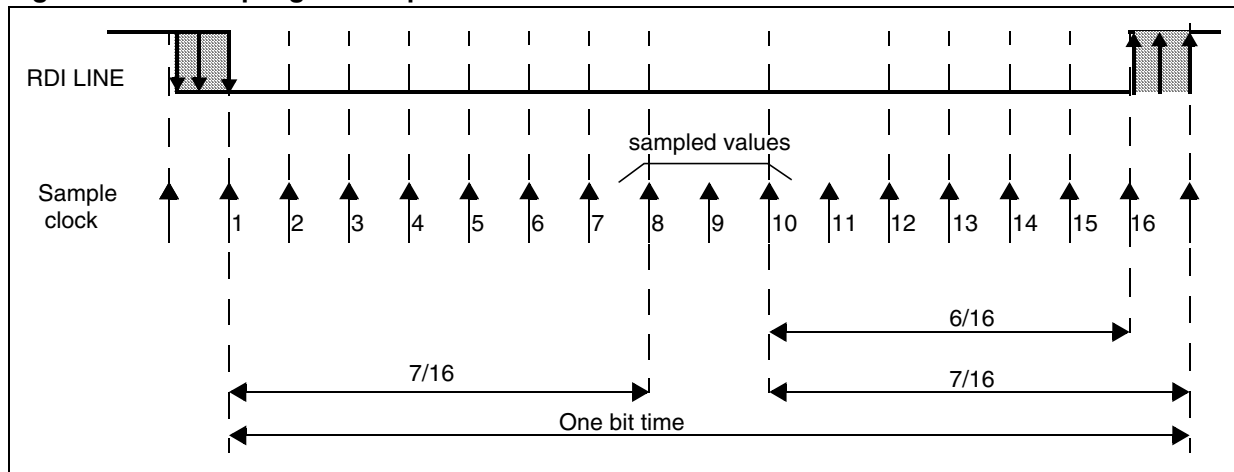 RDI LINE
sampled values
Sample
clock
1 2 3 4 5 6 7 8 9 10 11 12 13 14 15 16
6/16
7/16 7/16
One bit time